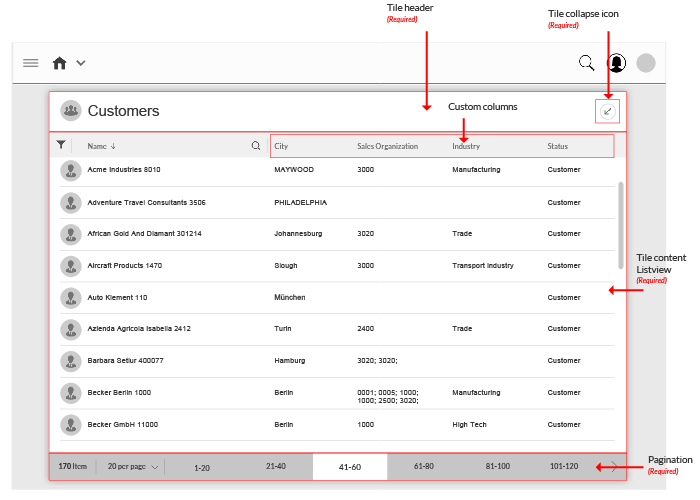 Tile header
(Required)
Tile collapse icon
(Required)
Customers
Custom columns
Name ↓ City Sales Organization Industry Status
Acme Industries 8010 MAYWOOD 3000 Manufacturing Customer
Adventure Travel Consultants 3506 PHILADELPHIA Customer
African Gold And Diamant 301214 Johannesburg 3020 Trade Customer
Aircraft Products 1470 Slough 3000 Transport Industry Customer
Auto Klement 110 München Customer
Azienda Agricola Isabella 2412 Turin 2400 Trade Customer
Barbara Setlur 400077 Hamburg 3020; 3020; Customer
Becker Berlin 1000 Berlin 0001; 0005; 1000; Manufacturing Customer
1000; 2500; 3020;
Becker GmbH 11000 Berlin 1000 High Tech Customer
Tile content
Listview
(Required)
170 Item 20 per page 1-20 21-40 41-60 61-80 81-100 101-120
Pagination
(Required)